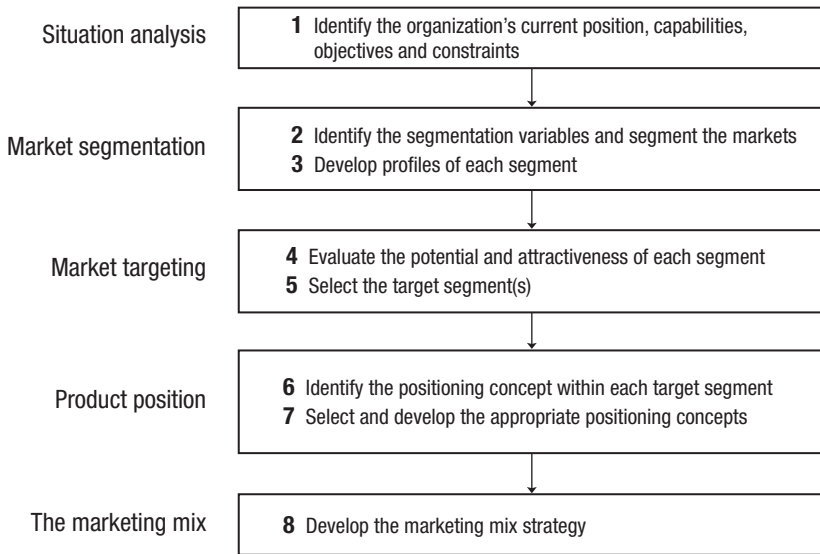 Situation analysis
1 Identify the organization's current position, capabilities,
objectives and constraints
Market segmentation
2 Identify the segmentation variables and segment the markets
3 Develop profiles of each segment
Market targeting
4 Evaluate the potential and attractiveness of each segment
5 Select the target segment(s)
Product position
6 Identify the positioning concept within each target segment
7 Select and develop the appropriate positioning concepts
The marketing mix
8 Develop the marketing mix strategy